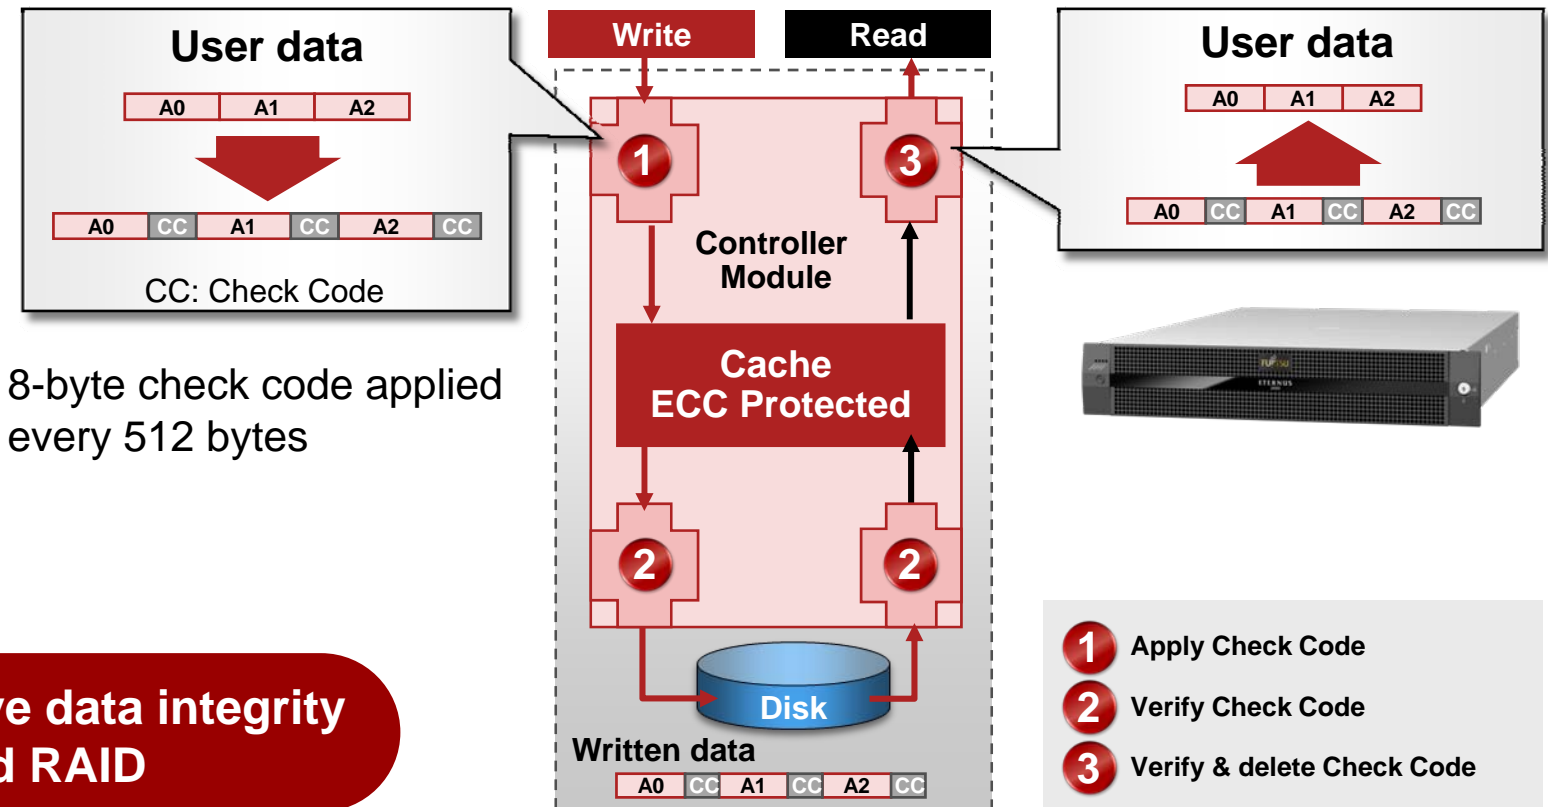 User data
A0 A1 A2
A0 CC A1 CC A2 CC
CC: Check Code
8-byte check code applied
every 512 bytes
data integrity
RAID
Write
Read
1
3
Controller
Module
Cache
ECC Protected
2
2
Disk
Written data
A0 CC A1 CC A2 CC
User data
A0 A1 A2
A0 CC A1 CC A2 CC
ETERNUS
1 Apply Check Code
2 Verify Check Code
3 Verify & delete Check Code